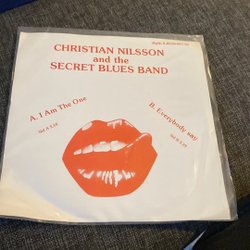 CHRISTIAN NILSSON
and the
SECRET BLUES BAND
A. I Am The One
B. Everybody say